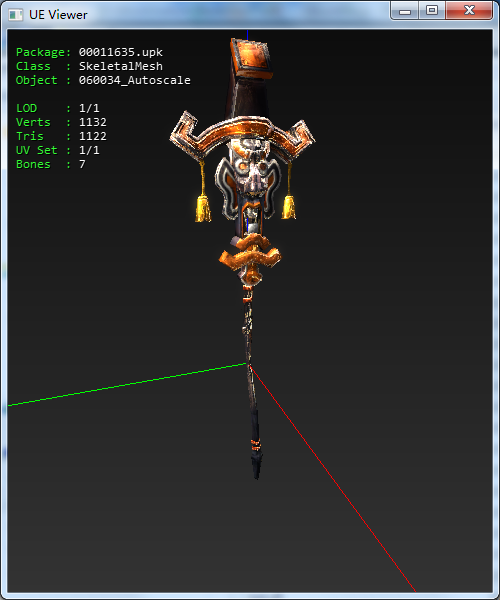 UE Viewer
Package: 00011635.upk
Class  : SkeletalMesh
Object : 060034_Autoscale
LOD    : 1/1
Verts  : 1132
Tris   : 1122
UV Set : 1/1
Bones  : 7